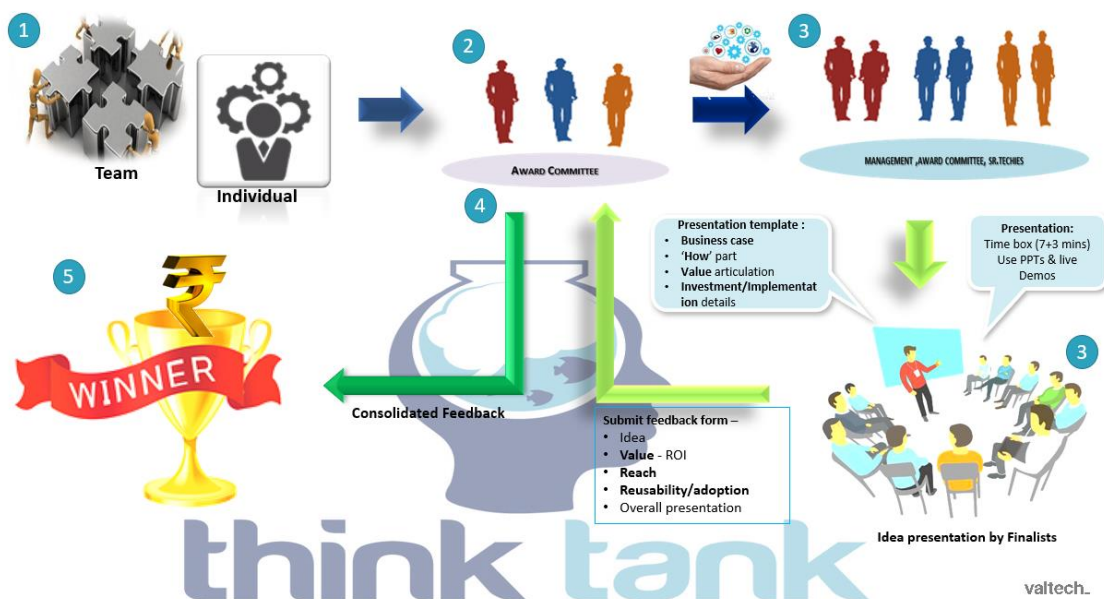 1
Team
Individual
2
AWARD COMMITTEE
3
MANAGEMENT ,AWARD COMMITTEE, SR.TECHIES
4
Presentation template :
• Business case
• ‘How’ part
• Value articulation
• Investment/Implementat
ion details
Presentation:
Time box (7+3 mins)
Use PPTs & live
Demos
5
₹
WINNER
Consolidated Feedback
Submit feedback form –
• Idea
• Value - ROI
• Reach
• Reusability/adoption
• Overall presentation
3
Idea presentation by Finalists
think tank
valtech_